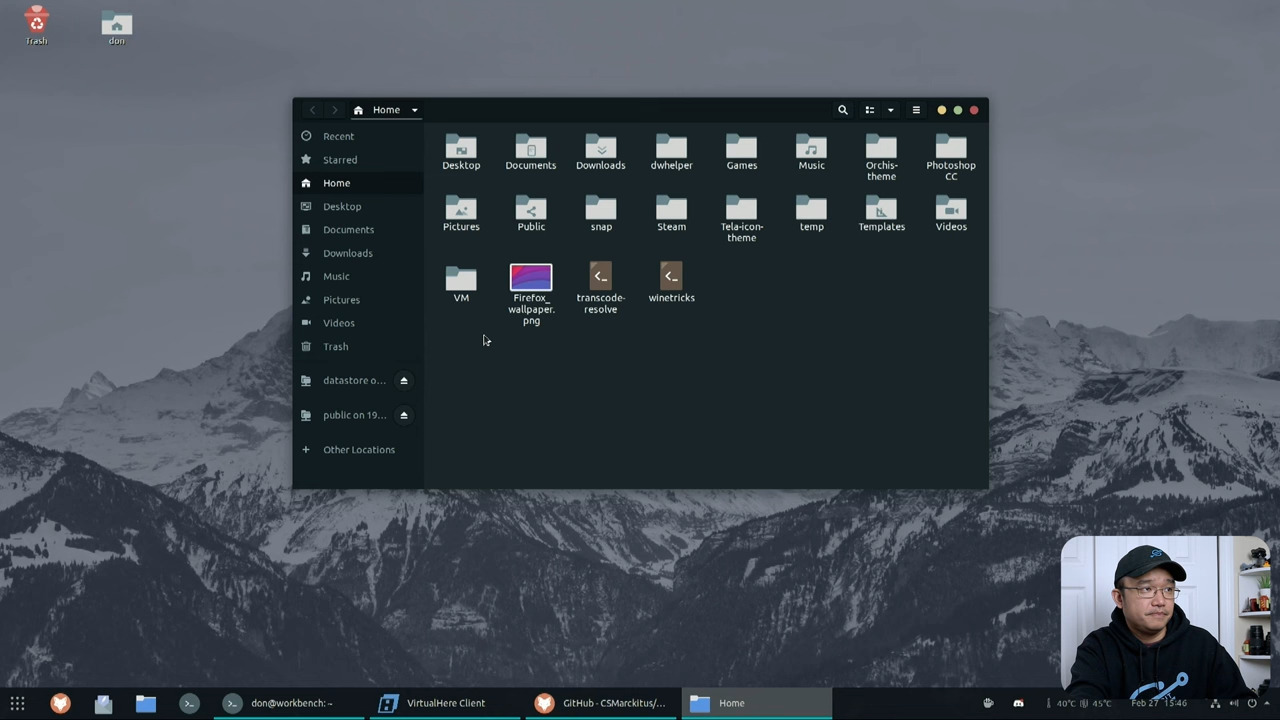 Trash
don
Home
Recent
Starred
Home
Desktop
Documents
Downloads
Music
Pictures
Videos
Trash
datastore o...
public on 19...
Other Locations
Desktop
Documents
Downloads
dwhelper
Games
Music
Orchis-
theme
Photoshop
CC
Pictures
Public
snap
Steam
Tela-icon-
theme
temp
Templates
Videos
VM
Firefox_
wallpaper.
png
transcode-
resolve
winetricks
don@workbench: ~
VirtualHere Client
GitHub - CSMarckitus/...
Home
40°C
45°C
Feb 27 15:46